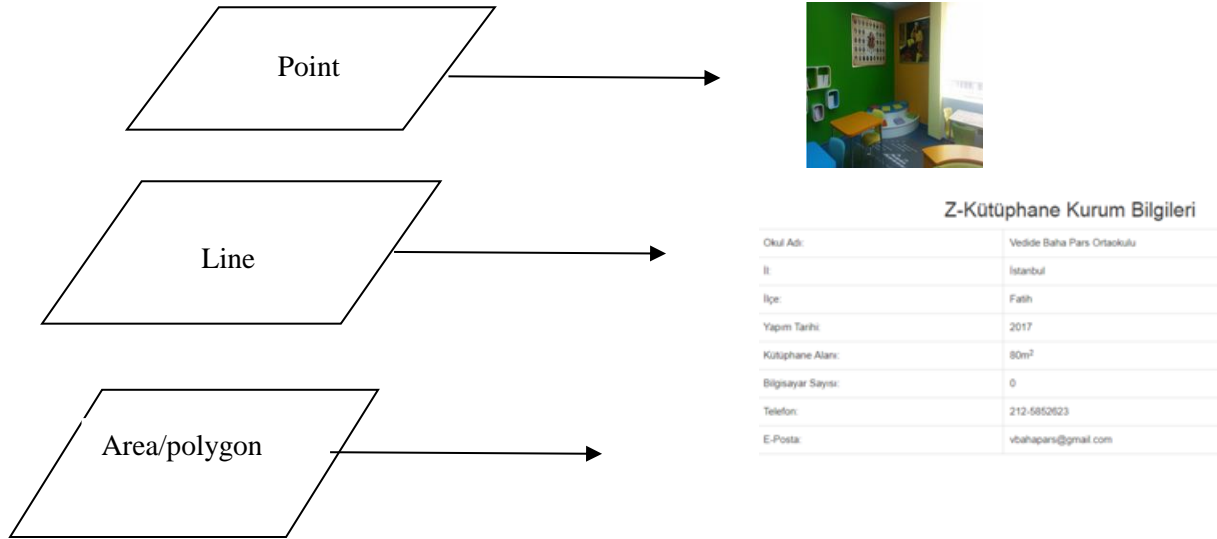 Point
Line
Area/polygon
Z-Kütüphane Kurum Bilgileri
Okul Adı: Vedide Baha Pars Ortaokulu
İl: İstanbul
İlçe: Fatih
Yapım Tarihi: 2017
Kütüphane Alanı: 80m²
Bilgisayar Sayısı: 0
Telefon: 212-5852623
E-Posta: vbahapars@gmail.com